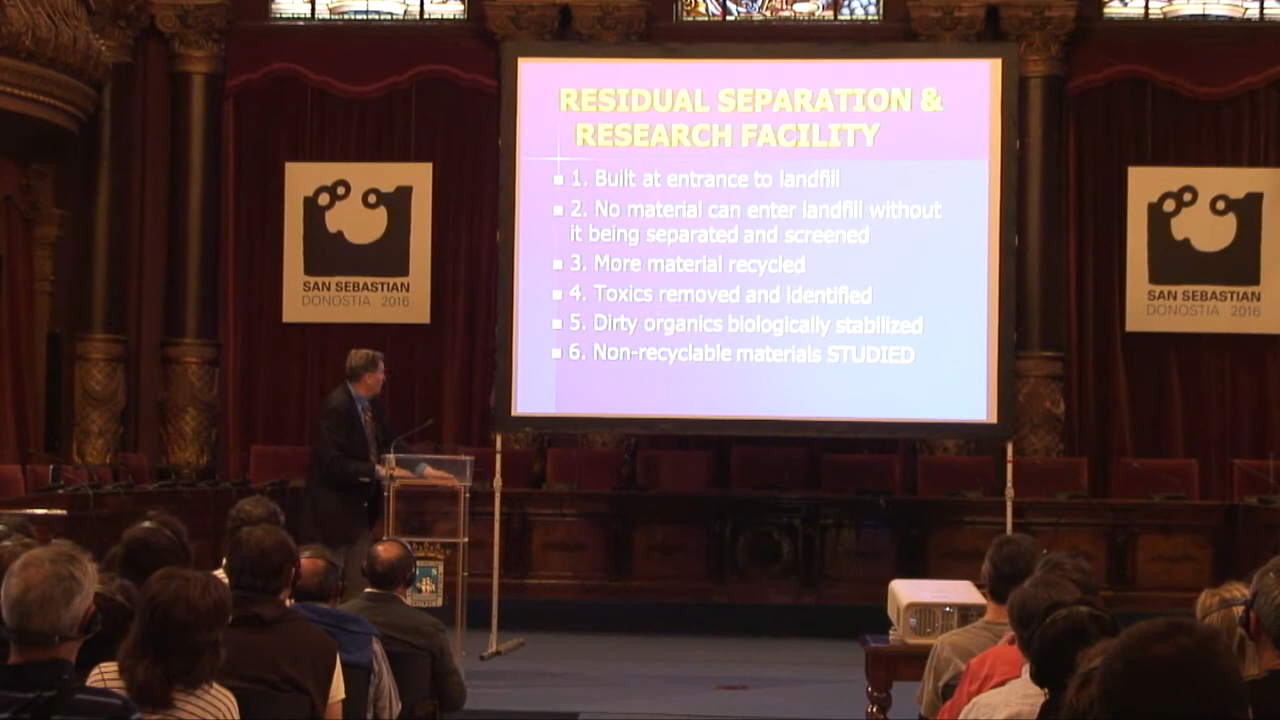 RESIDUAL SEPARATION &
RESEARCH FACILITY
1. Built at entrance to landfill
2. No material can enter landfill without
it being separated and screened
3. More material recycled
4. Toxics removed and identified
5. Dirty organics biologically stabilized
6. Non-recyclable materials STUDIED
SAN SEBASTIAN
DONOSTIA 2016
SAN SEBASTIAN
DONOSTIA 2016